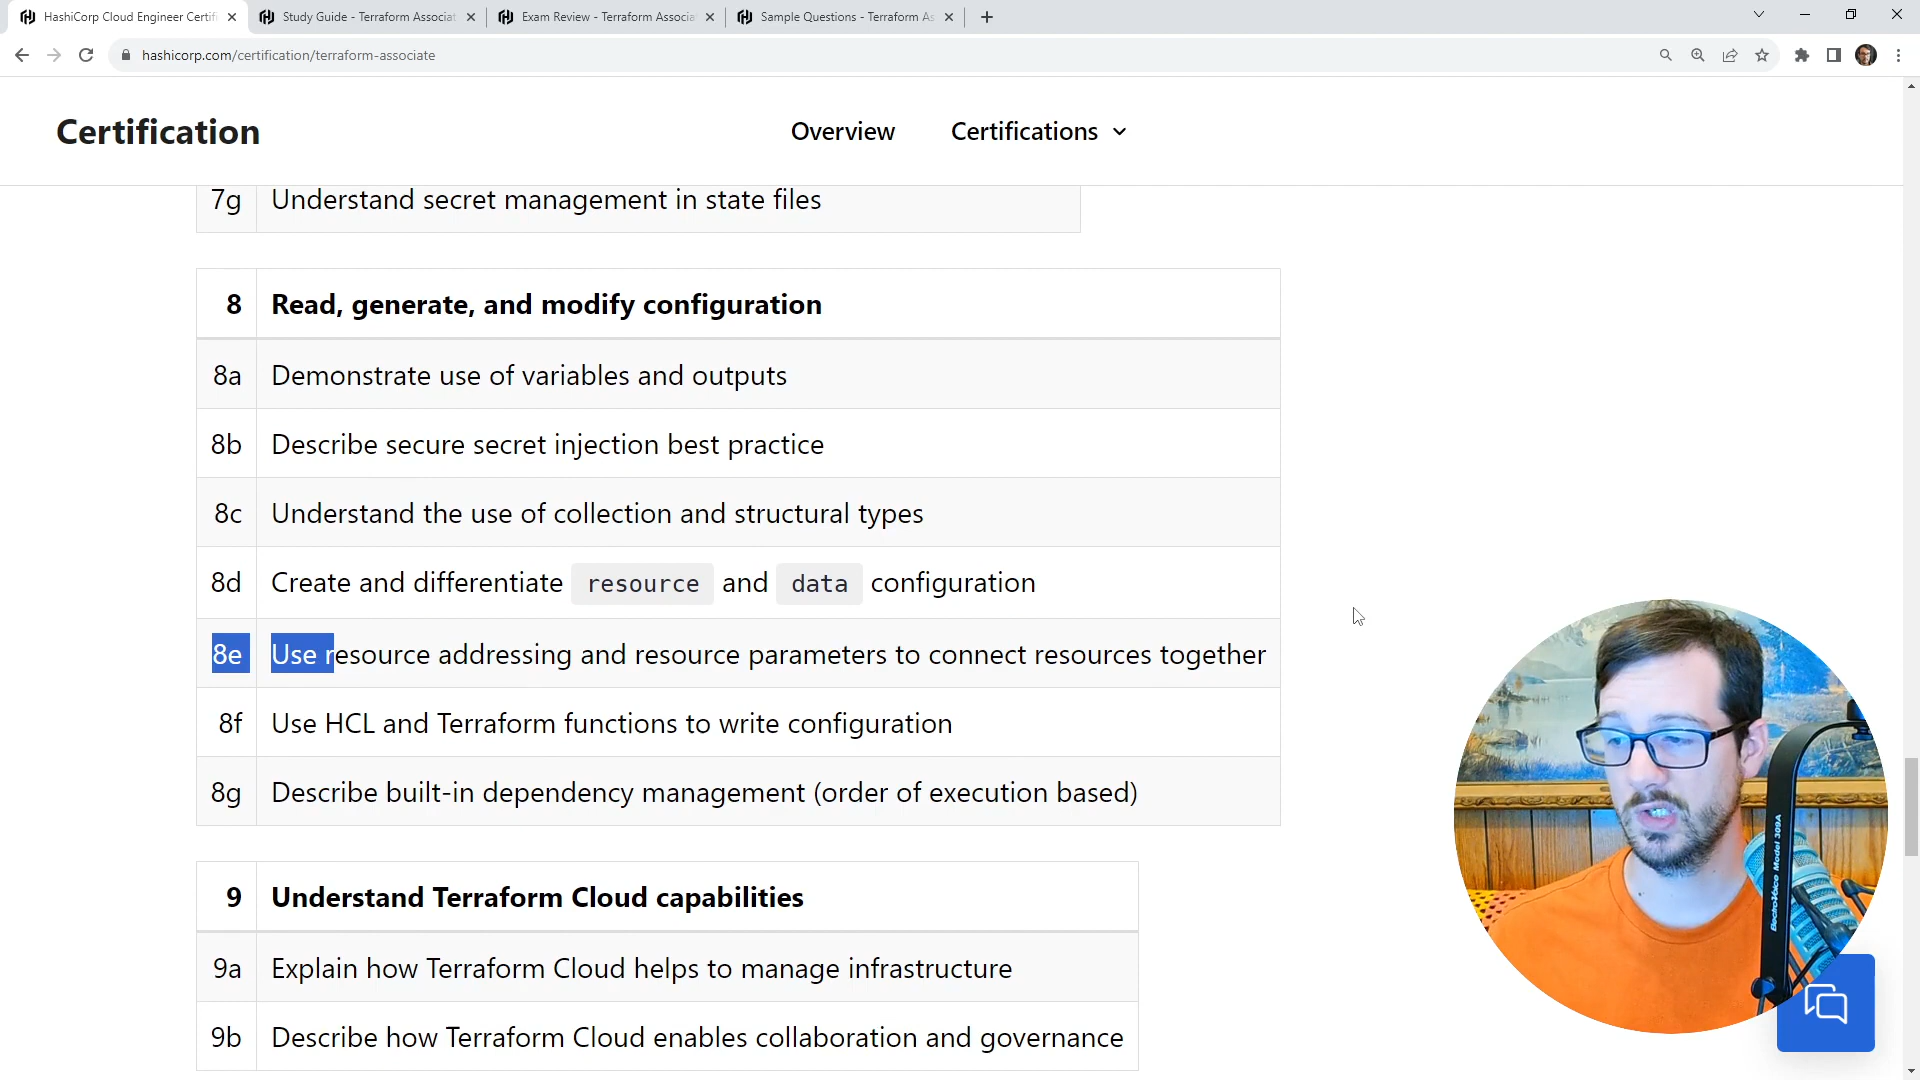 HashiCorp Cloud Engineer Certifi
Study Guide - Terraform Associat
Exam Review - Terraform Associa
Sample Questions - Terraform As
hashicorp.com/certification/terraform-associate
Certification
Overview
Certifications
7g Understand secret management in state files
8 Read, generate, and modify configuration
8a Demonstrate use of variables and outputs
8b Describe secure secret injection best practice
8c Understand the use of collection and structural types
8d Create and differentiate resource and data configuration
8e Use resource addressing and resource parameters to connect resources together
8f Use HCL and Terraform functions to write configuration
8g Describe built-in dependency management (order of execution based)
9 Understand Terraform Cloud capabilities
9a Explain how Terraform Cloud helps to manage infrastructure
9b Describe how Terraform Cloud enables collaboration and governance
BectroVoice Model 309A